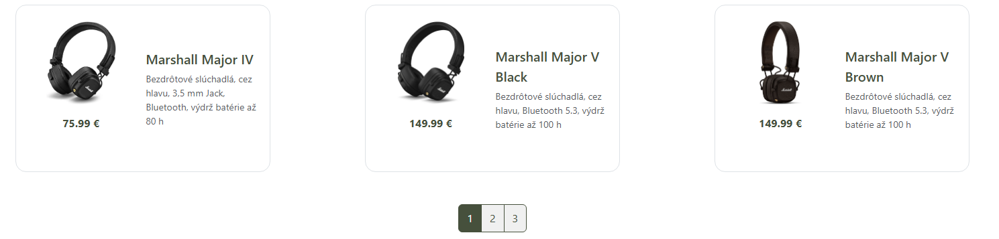 Marshall Major IV
Bezdrôtové slúchadlá, cez
hlavu, 3,5 mm Jack,
Bluetooth, výdrž batérie až
80 h
75.99 €
Marshall Major V
Black
Bezdrôtové slúchadlá, cez
hlavu, Bluetooth 5.3, výdrž
batérie až 100 h
149.99 €
Marshall Major V
Brown
Bezdrôtové slúchadlá, cez
hlavu, Bluetooth 5.3, výdrž
batérie až 100 h
149.99 €
1 2 3